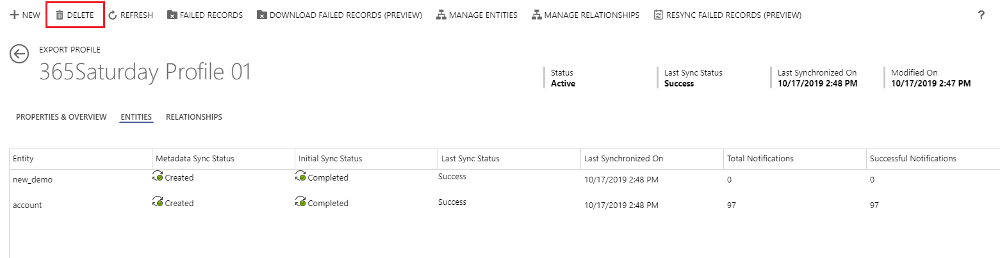 NEW DELETE REFRESH FAILED RECORDS DOWNLOAD FAILED RECORDS (PREVIEW) MANAGE ENTITIES MANAGE RELATIONSHIPS RESYNC FAILED RECORDS (PREVIEW) ?
EXPORT PROFILE
365Saturday Profile 01
Status Last Sync Status Last Synchronized On Modified On
Active Success 10/17/2019 2:48 PM 10/17/2019 2:47 PM
PROPERTIES & OVERVIEW ENTITIES RELATIONSHIPS
Entity Metadata Sync Status Initial Sync Status Last Sync Status Last Synchronized On Total Notifications Successful Notifications
new_demo Created Completed Success 10/17/2019 2:48 PM 0 0
account Created Completed Success 10/17/2019 2:48 PM 97 97